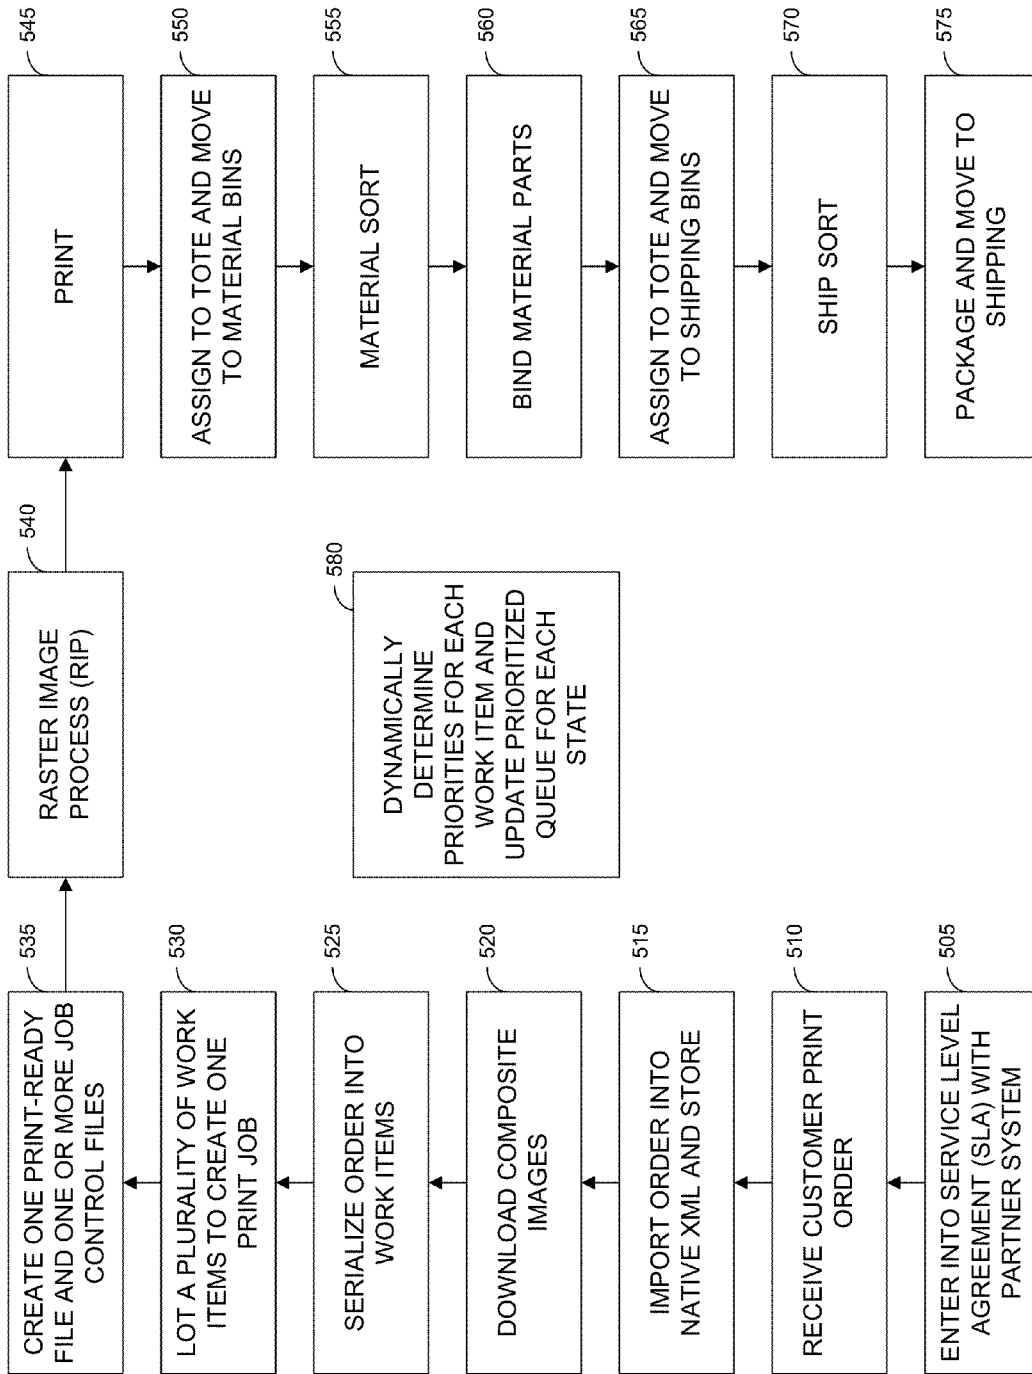 505
ENTER INTO SERVICE LEVEL
AGREEMENT (SLA) WITH
PARTNER SYSTEM
510
RECEIVE CUSTOMER PRINT
ORDER
515
IMPORT ORDER INTO
NATIVE XML AND STORE
520
DOWNLOAD COMPOSITE
IMAGES
525
SERIALIZE ORDER INTO
WORK ITEMS
530
LOT A PLURALITY OF WORK
ITEMS TO CREATE ONE
PRINT JOB
535
CREATE ONE PRINT-READY
FILE AND ONE OR MORE JOB
CONTROL FILES
540
RASTER IMAGE
PROCESS (RIP)
545
PRINT
550
ASSIGN TO TOTE AND MOVE
TO MATERIAL BINS
555
MATERIAL SORT
560
BIND MATERIAL PARTS
565
ASSIGN TO TOTE AND MOVE
TO SHIPPING BINS
570
SHIP SORT
575
PACKAGE AND MOVE TO
SHIPPING
580
DYNAMICALLY
DETERMINE
PRIORITIES FOR EACH
WORK ITEM AND
UPDATE PRIORITIZED
QUEUE FOR EACH
STATE